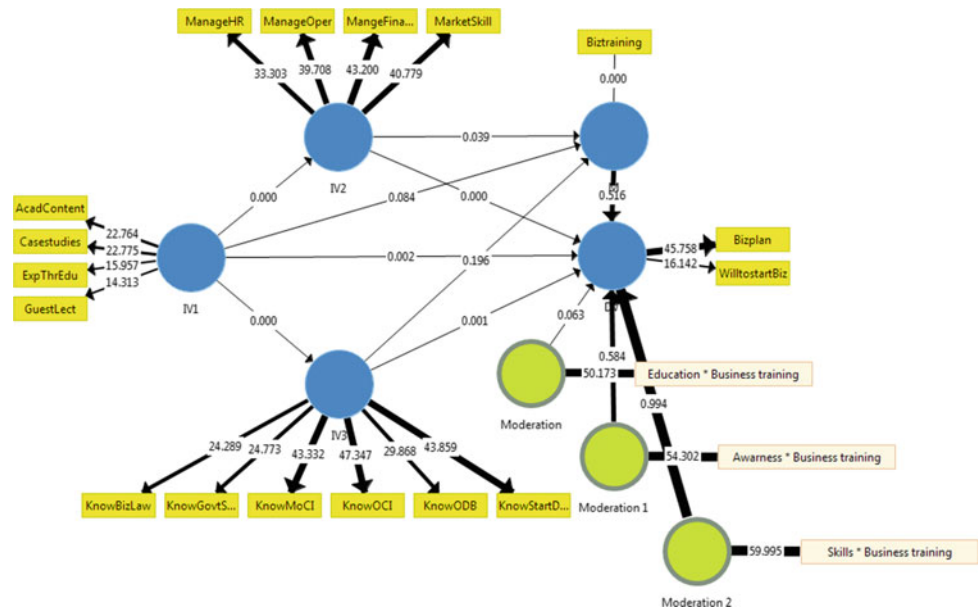 ManageHR
ManageOper
MangeFina...
MarketSkill
Biztraining
33.303
39.708
43.200
40.779
0.000
0.039
IV2
0.084
0.000
0.000
0.516
AcadContent
22.764
Casestudies
22.775
ExpThrEdu
15.957
GuestLect
14.313
IV1
0.002
0.196
45.758
Bizplan
16.142
WilltostartBiz
0.000
0.001
0.063
0.584
50.173
Education * Business training
0.994
Moderation
IV3
24.289
24.773
43.332
47.347
29.868
43.859
54.302
Awarness * Business training
KnowBizLaw
KnowGovtS...
KnowMoCI
KnowOCI
KnowODB
KnowStartD...
Moderation 1
59.995
Skills * Business training
Moderation 2